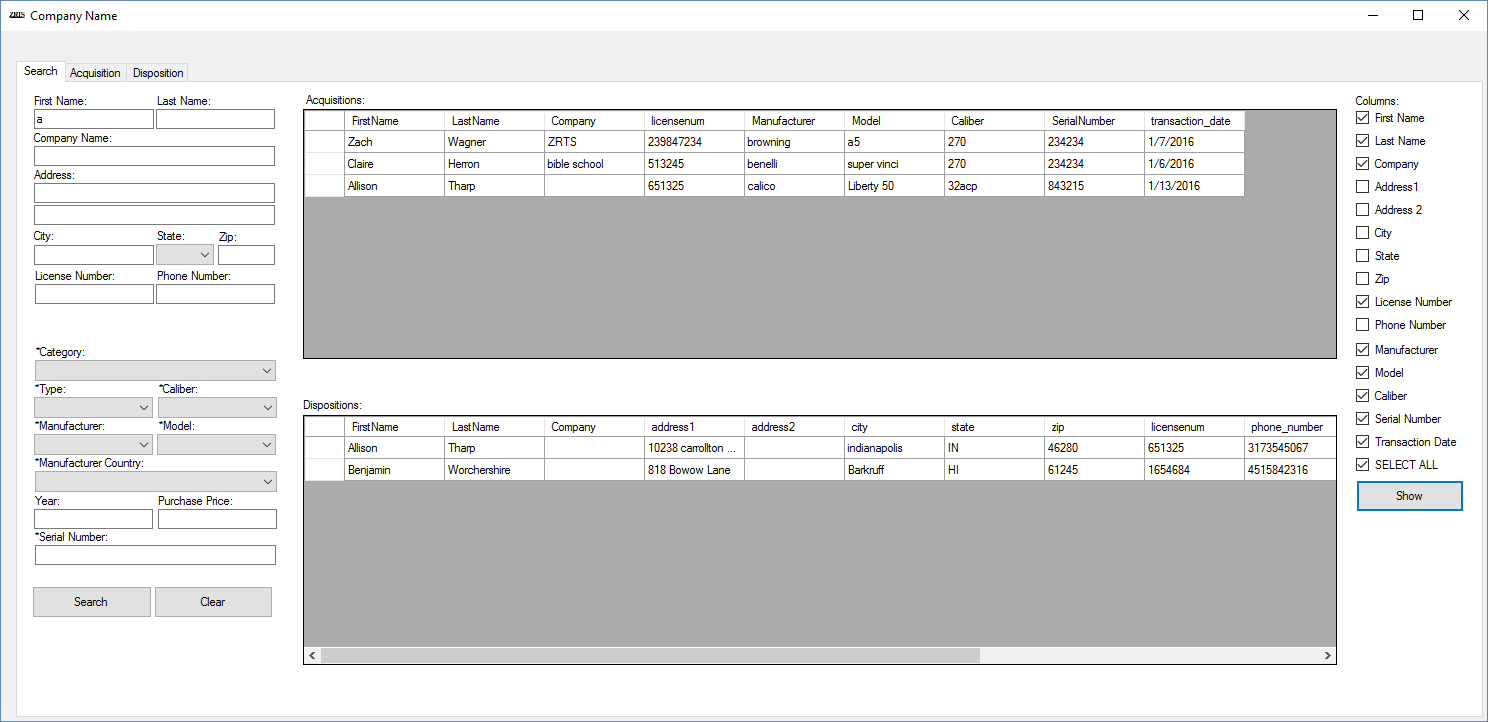 ZRTS Company Name
Search Acquisition Disposition
First Name: Last Name:
a
Company Name:
Address:
City: State: Zip:
License Number: Phone Number:
*Category:
*Type: *Caliber:
*Manufacturer: *Model:
*Manufacturer Country:
Year: Purchase Price:
*Serial Number:
Search Clear
Acquisitions:
FirstName LastName Company licensenum Manufacturer Model Caliber SerialNumber transaction_date
Zach Wagner ZRTS 239847234 browning a5 270 234234 1/7/2016
Claire Herron bible school 513245 benelli super vinci 270 234234 1/6/2016
Allison Tharp 651325 calico Liberty 50 32acp 843215 1/13/2016
Dispositions:
FirstName LastName Company address1 address2 city state zip licensenum phone_number
Allison Tharp 10238 carrollton ... indianapolis IN 46280 651325 3173545067
Benjamin Worchershire 818 Bowow Lane Barkruff HI 61245 1654684 4515842316
Columns:
First Name
Last Name
Company
Address1
Address 2
City
State
Zip
License Number
Phone Number
Manufacturer
Model
Caliber
Serial Number
Transaction Date
SELECT ALL
Show